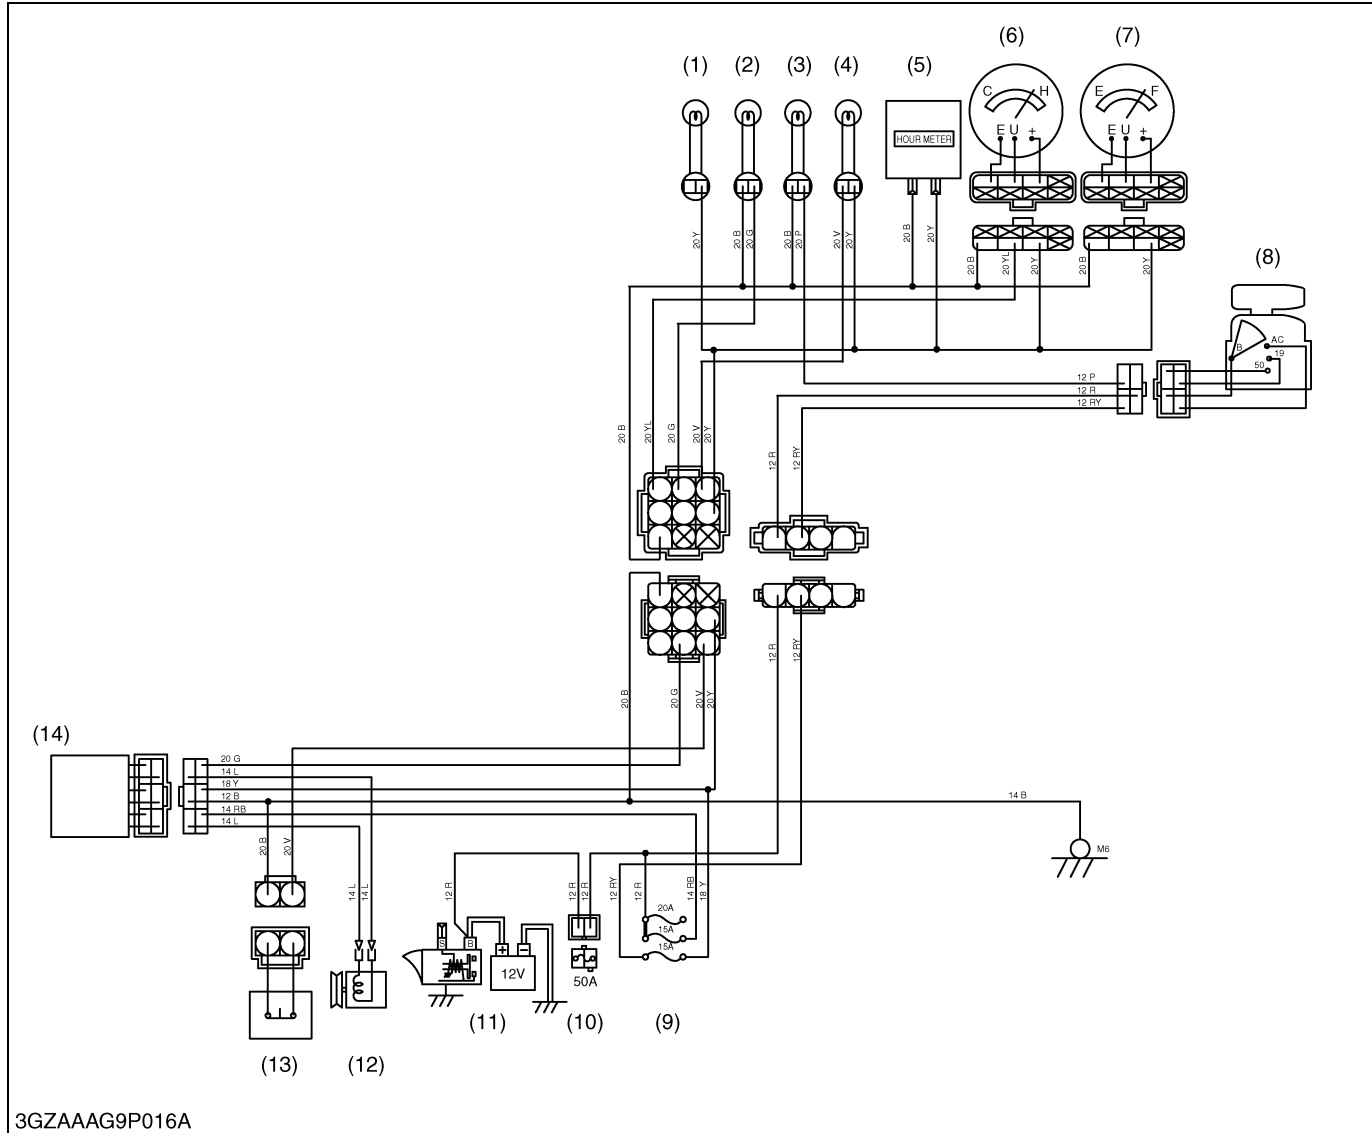 (6) (7)
(1) (2) (3) (4) (5)
C H E F
HOUR METER
E U + E U +
20 Y
20 B
20 G
20 B
20 P
20 V
20 Y
20 B
20 Y
20 B
20 YL
20 Y
20 B
20 Y
(8)
B AC
19
50
12 P
12 R
12 RY
20 B
20 YL
20 G
20 V
20 Y
12 R
12 RY
12 R
12 RY
20 B
20 G
20 V
20 Y
(14)
20 G
14 L
18 Y
12 B
14 RB
14 L
14 B
M6
20 B
20 V
14 L
14 L
12 R
12 R
12 R
12 RY
12 R
14 RB
18 Y
20A
15A
15A
S B + −
12V
50A
(11) (10) (9)
(13) (12)
3GZAAAG9P016A